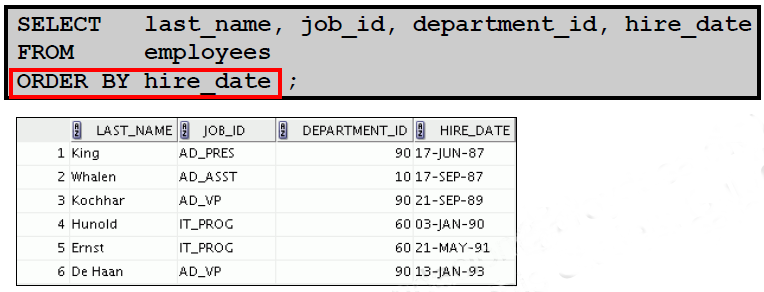 SELECT last_name, job_id, department_id, hire_date
FROM employees
ORDER BY hire_date ;
LAST_NAME JOB_ID DEPARTMENT_ID HIRE_DATE
1 King AD_PRES 90 17-JUN-87
2 Whalen AD_ASST 10 17-SEP-87
3 Kochhar AD_VP 90 21-SEP-89
4 Hunold IT_PROG 60 03-JAN-90
5 Ernst IT_PROG 60 21-MAY-91
6 De Haan AD_VP 90 13-JAN-93